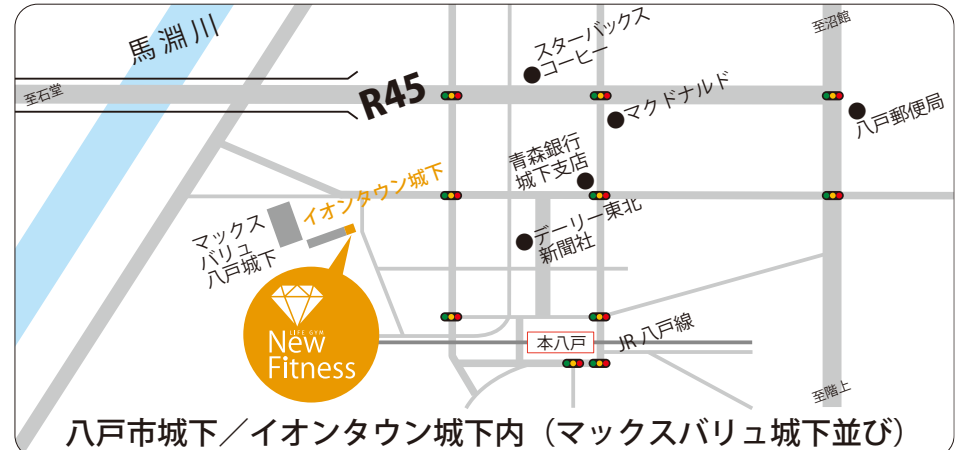 馬淵川
至石堂
R45
スターバックス
コーヒー
至沼館
マクドナルド
八戸郵便局
青森銀行
城下支店
イオンタウン城下
マックス
バリュ
八戸城下
デーリー東北
新聞社
LIFE GYM
New
Fitness
本八戸
JR 八戸線
至階上
八戸市城下／イオンタウン城下内（マックスバリュ城下並び）